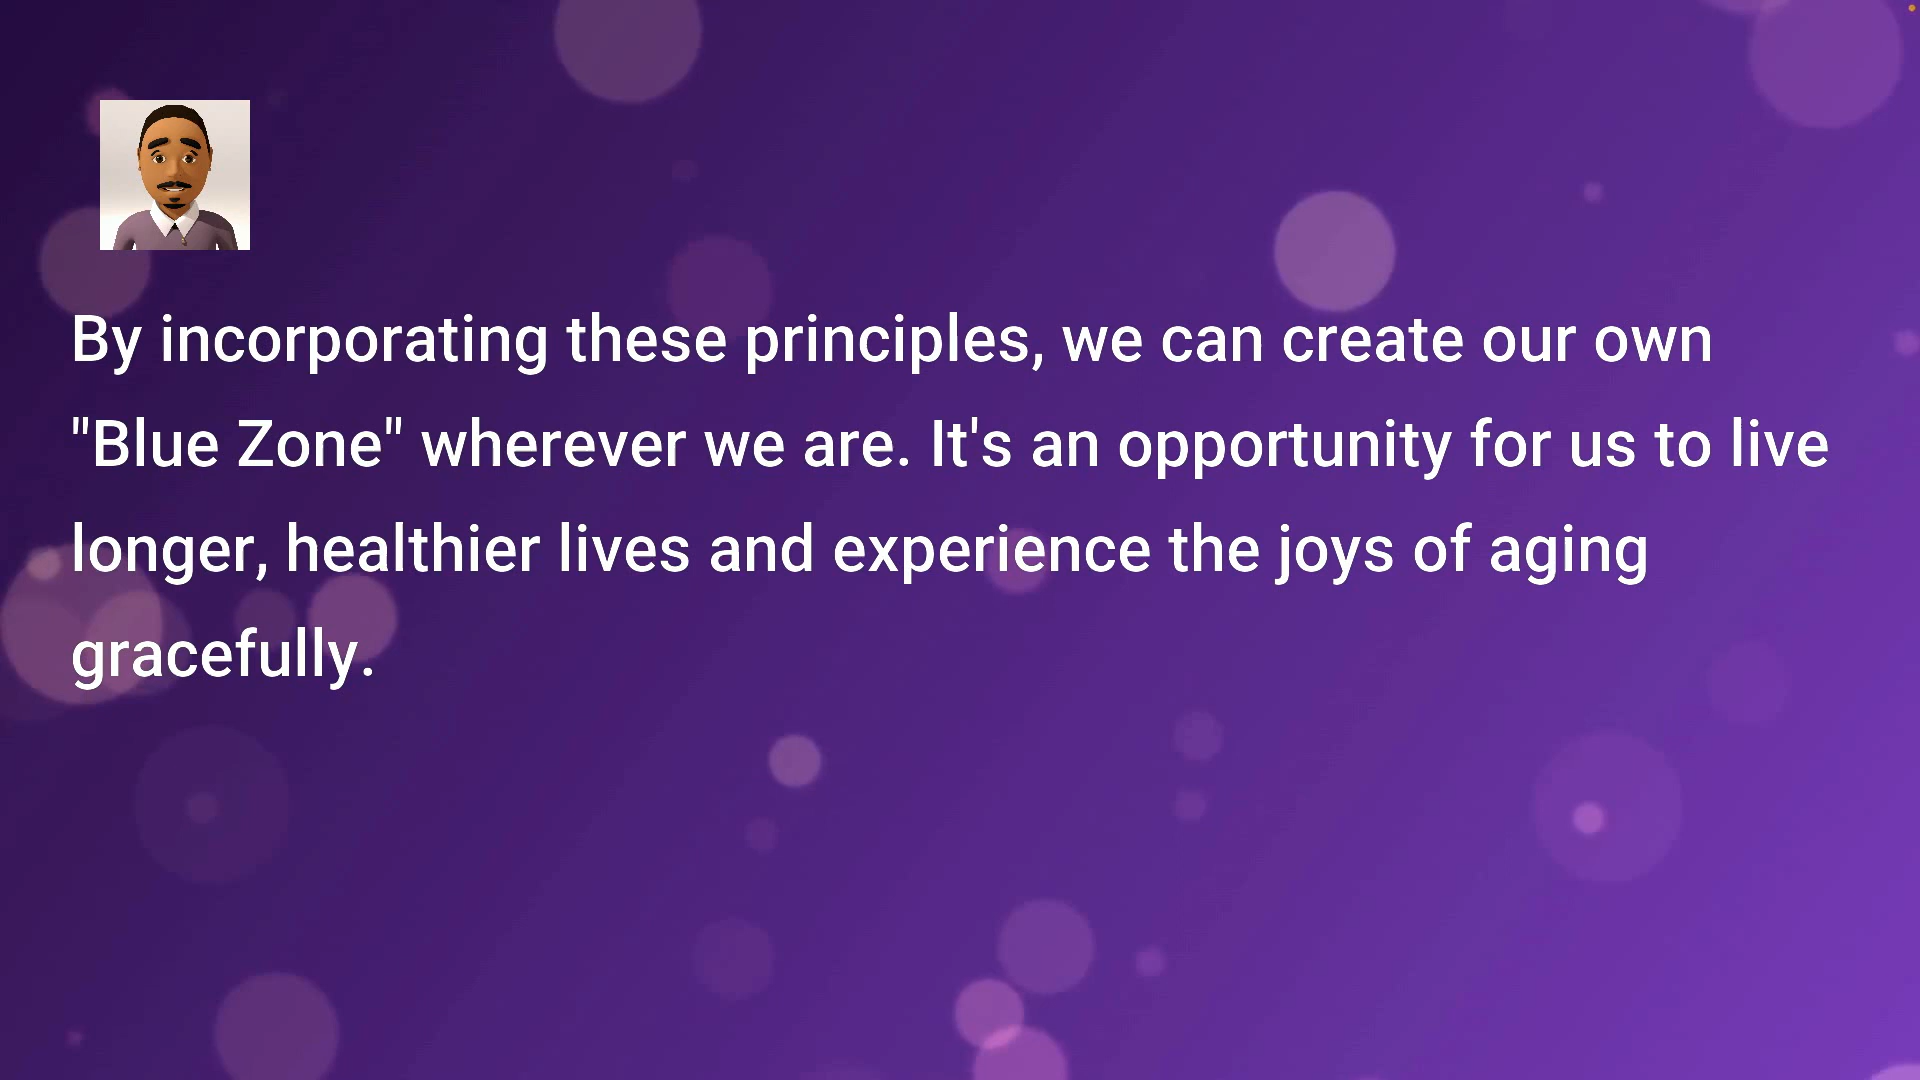 By incorporating these principles, we can create our own
"Blue Zone" wherever we are. It's an opportunity for us to live
longer, healthier lives and experience the joys of aging
gracefully.